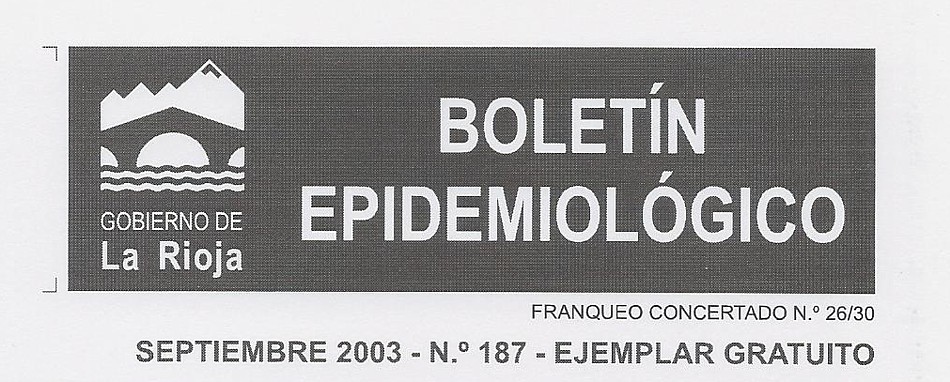 GOBIERNO DE
La Rioja
BOLETÍN
EPIDEMIOLÓGICO
FRANQUEO CONCERTADO N.º 26/30
SEPTIEMBRE 2003 - N.º 187 - EJEMPLAR GRATUITO